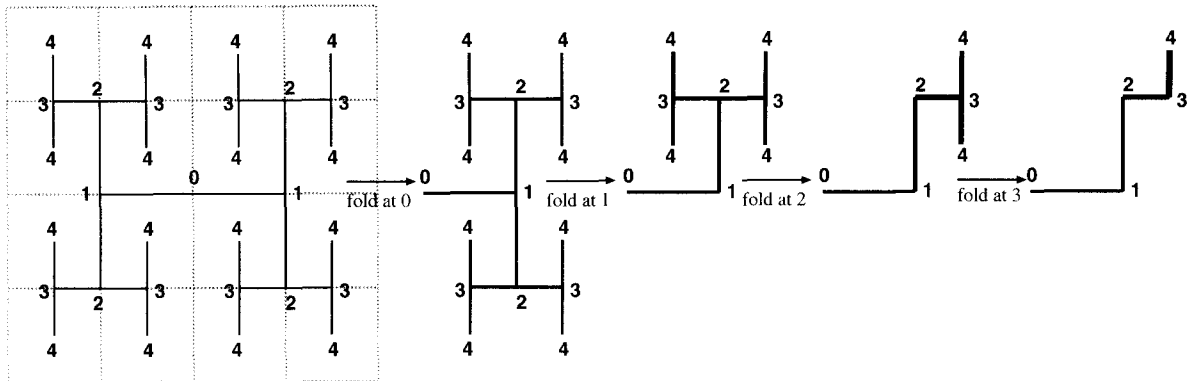 4 4 4 4 4 4 4 4 4 4
2 2 2 2 2 2
3 3 3 3 3 3 3 3 3 3
4 4 4 4 4 4 4 4 4
0 0 0 0 0
1 1 1 1 1 1
fold at 0 fold at 1 fold at 2 fold at 3
4 4 4 4 4 4
3 3 3 3 3 3
2 2 2
4 4 4 4 4 4